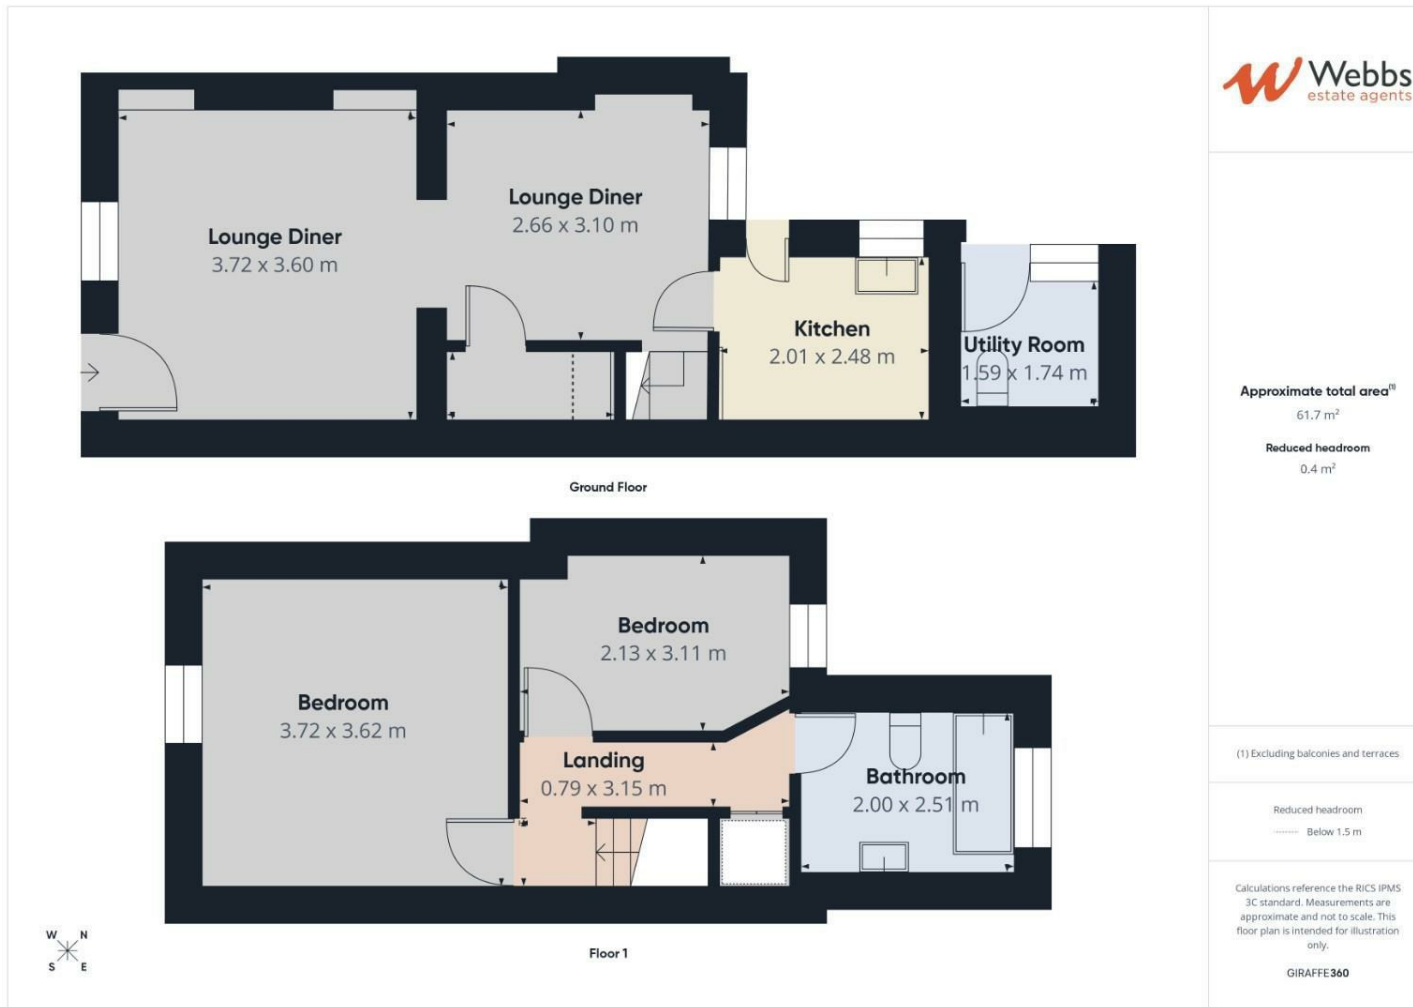 Webbs
estate agents
Lounge Diner
3.72 x 3.60 m
Lounge Diner
2.66 x 3.10 m
Kitchen
2.01 x 2.48 m
Utility Room
1.59 x 1.74 m
Ground Floor
Bedroom
3.72 x 3.62 m
Bedroom
2.13 x 3.11 m
Landing
0.79 x 3.15 m
Bathroom
2.00 x 2.51 m
Floor 1
W N
S E
Approximate total area(1)
61.7 m²
Reduced headroom
0.4 m²
(1) Excluding balconies and terraces
Reduced headroom
Below 1.5 m
Calculations reference the RICS IPMS
3C standard. Measurements are
approximate and not to scale. This
floor plan is intended for illustration
only.
GIRAFFE360